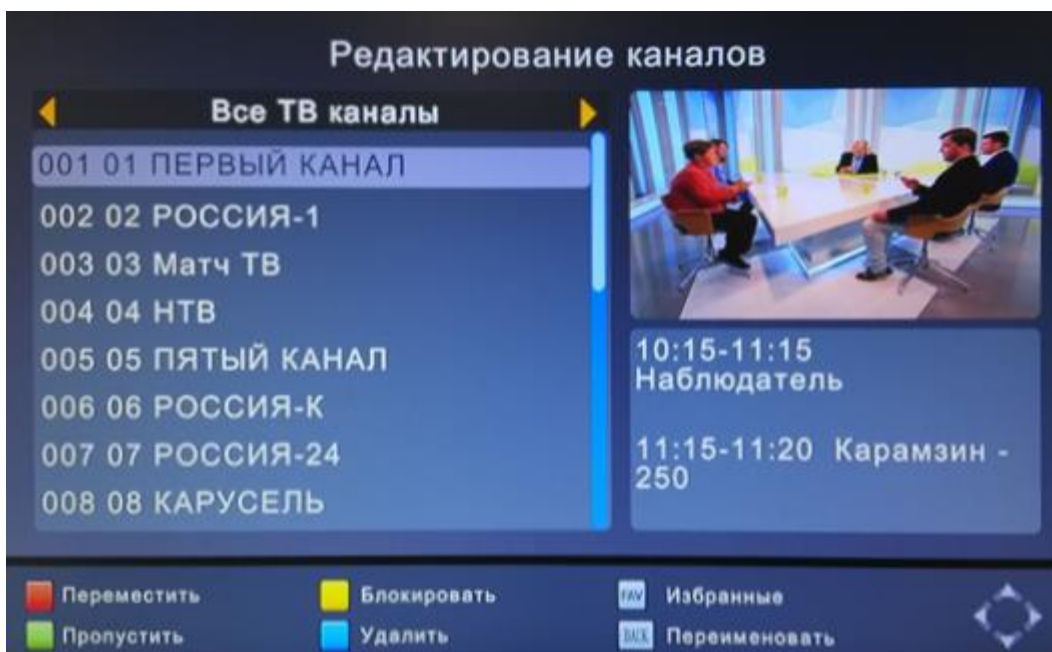 Редактирование каналов
Все ТВ каналы
001 01 ПЕРВЫЙ КАНАЛ
002 02 РОССИЯ-1
003 03 Матч ТВ
004 04 НТВ
005 05 ПЯТЫЙ КАНАЛ
006 06 РОССИЯ-К
007 07 РОССИЯ-24
008 08 КАРУСЕЛЬ
10:15-11:15
Наблюдатель
11:15-11:20 Карамзин -
250
Переместить
Блокировать
FAV Избранные
Пропустить
Удалить
BACK Переименовать